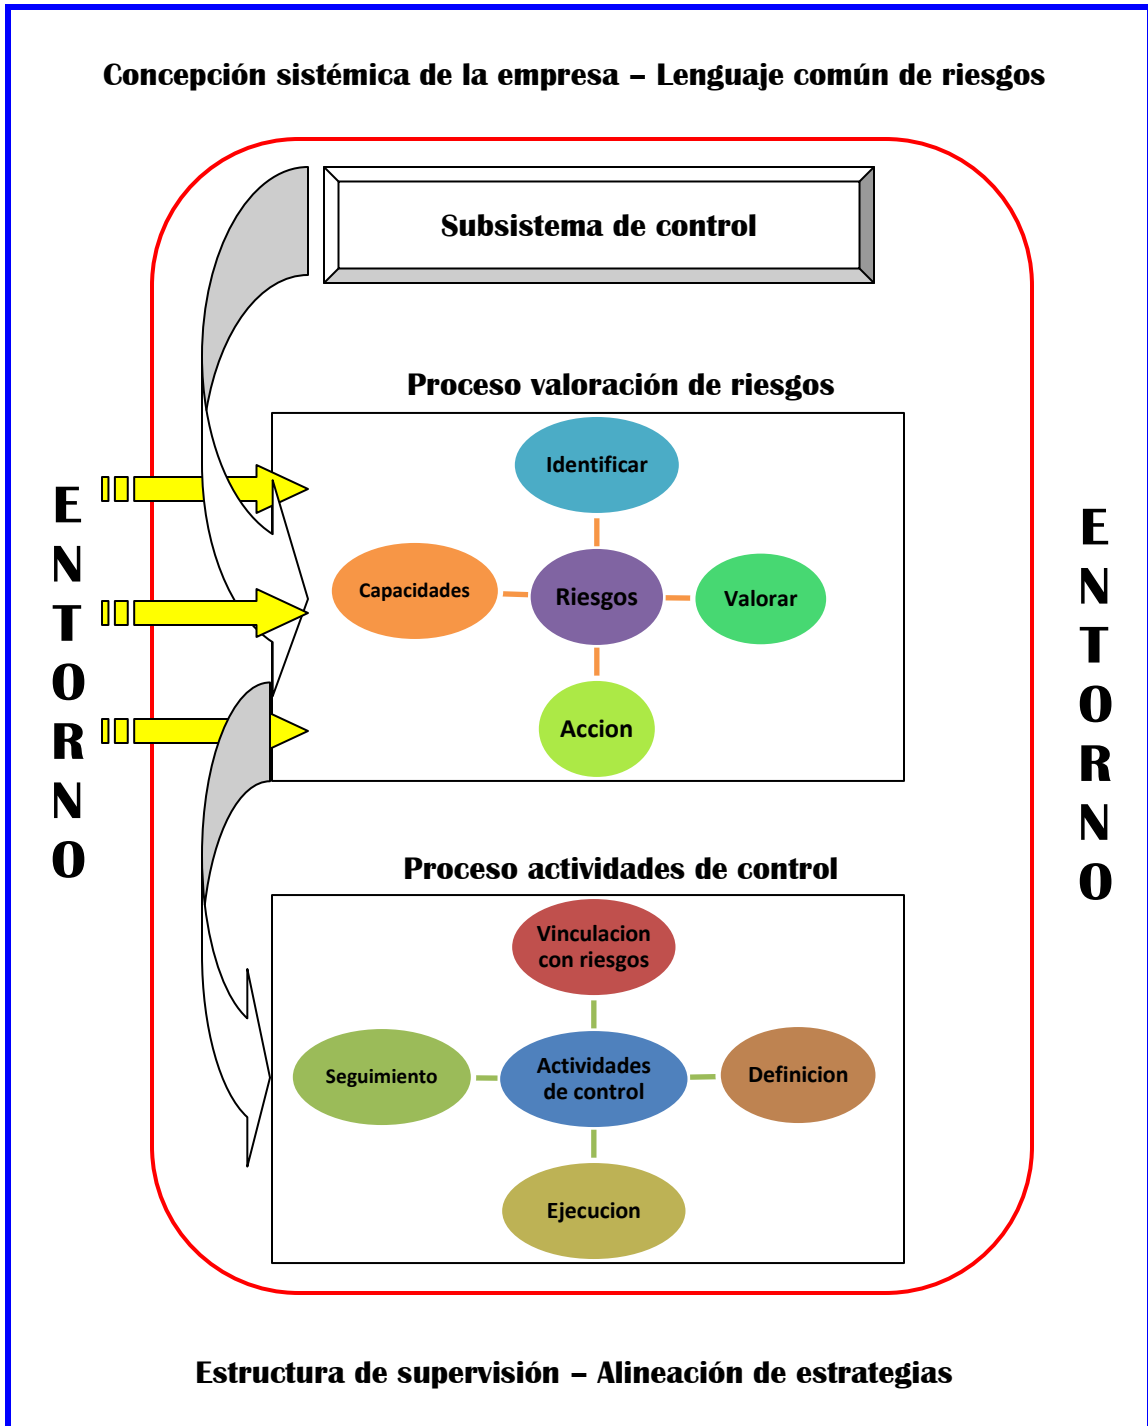 Concepción sistémica de la empresa – Lenguaje común de riesgos
Subsistema de control
Proceso valoración de riesgos
Identificar
Capacidades
Riesgos
Valorar
Accion
ENTORNO
ENTORNO
Proceso actividades de control
Vinculacion
con riesgos
Seguimiento
Actividades
de control
Definicion
Ejecucion
Estructura de supervisión – Alineación de estrategias